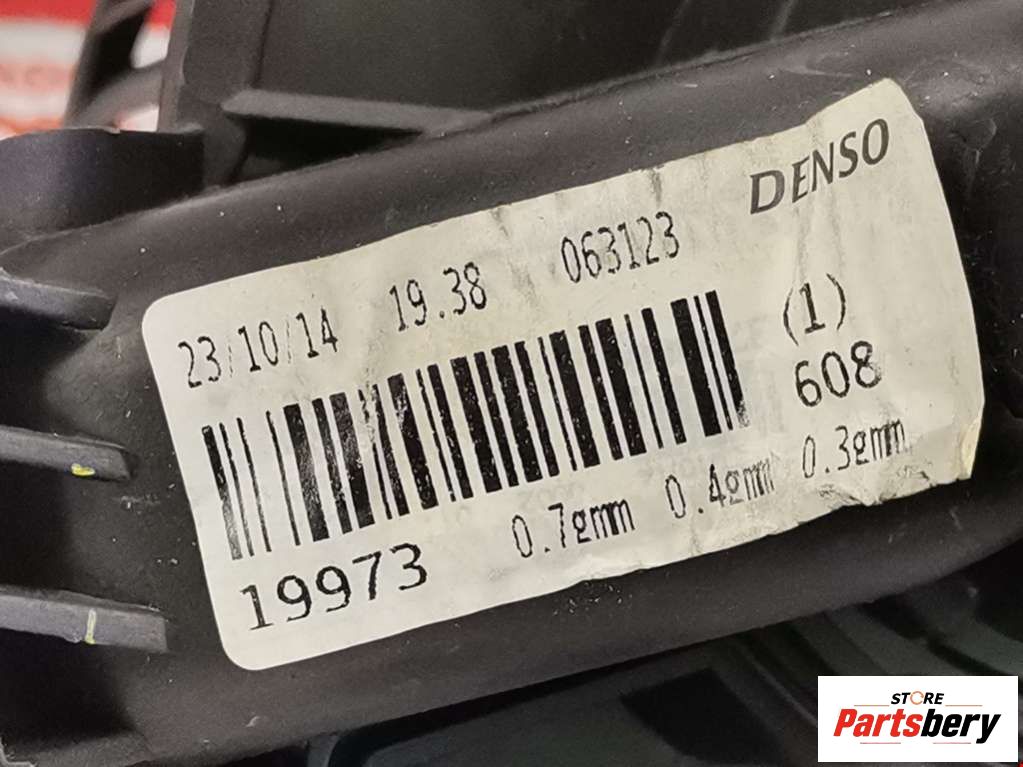 DENSO
23/10/14 19.38 063123
(1)
608
19973 0.7gmm 0.4gmm 0.3gmm
STORE
Partsbery